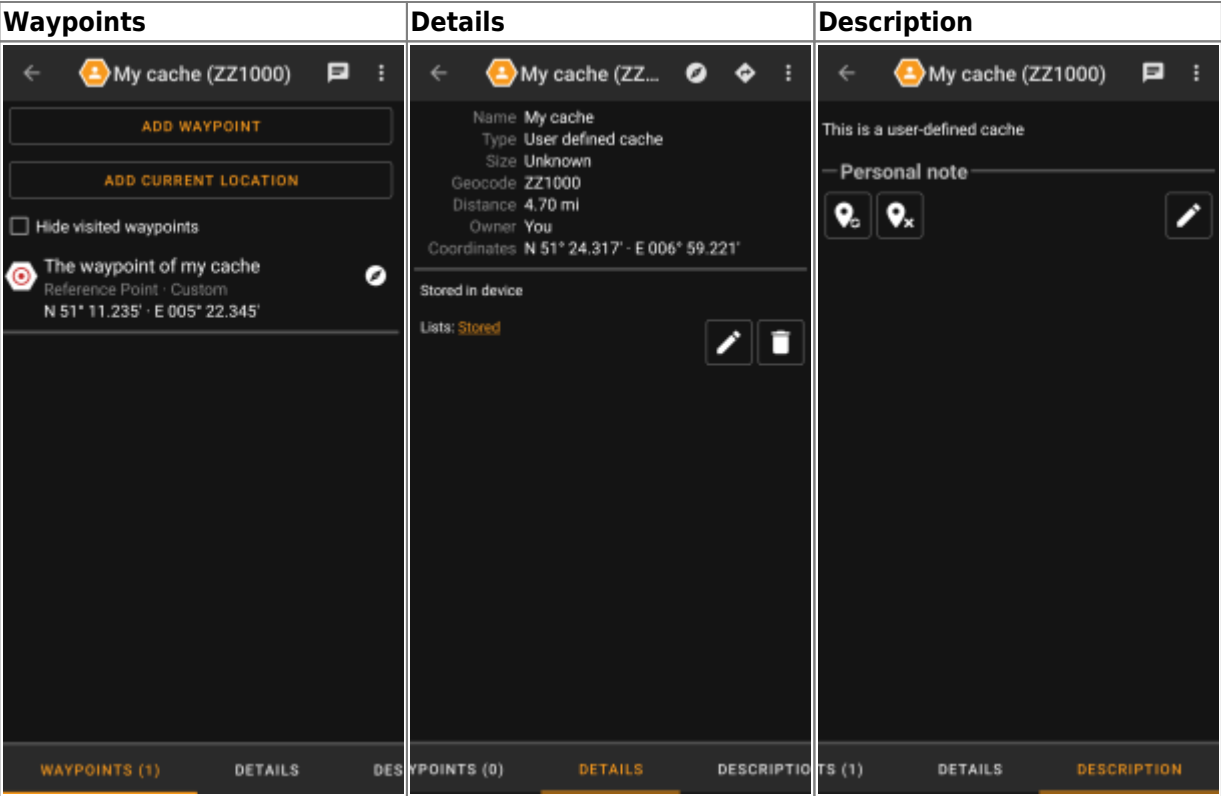 Waypoints
My cache (ZZ1000)
ADD WAYPOINT
ADD CURRENT LOCATION
Hide visited waypoints
The waypoint of my cache
Reference Point · Custom
N 51° 11.235' · E 005° 22.345'
WAYPOINTS (1) DETAILS DES
Details
My cache (ZZ...
Name My cache
Type User defined cache
Size Unknown
Geocode ZZ1000
Distance 4.70 mi
Owner You
Coordinates N 51° 24.317' · E 006° 59.221'
Stored in device
Lists: Stored
YPOINTS (0) DETAILS DESCRIPTIO
Description
My cache (ZZ1000)
This is a user-defined cache
Personal note
TS (1) DETAILS DESCRIPTION